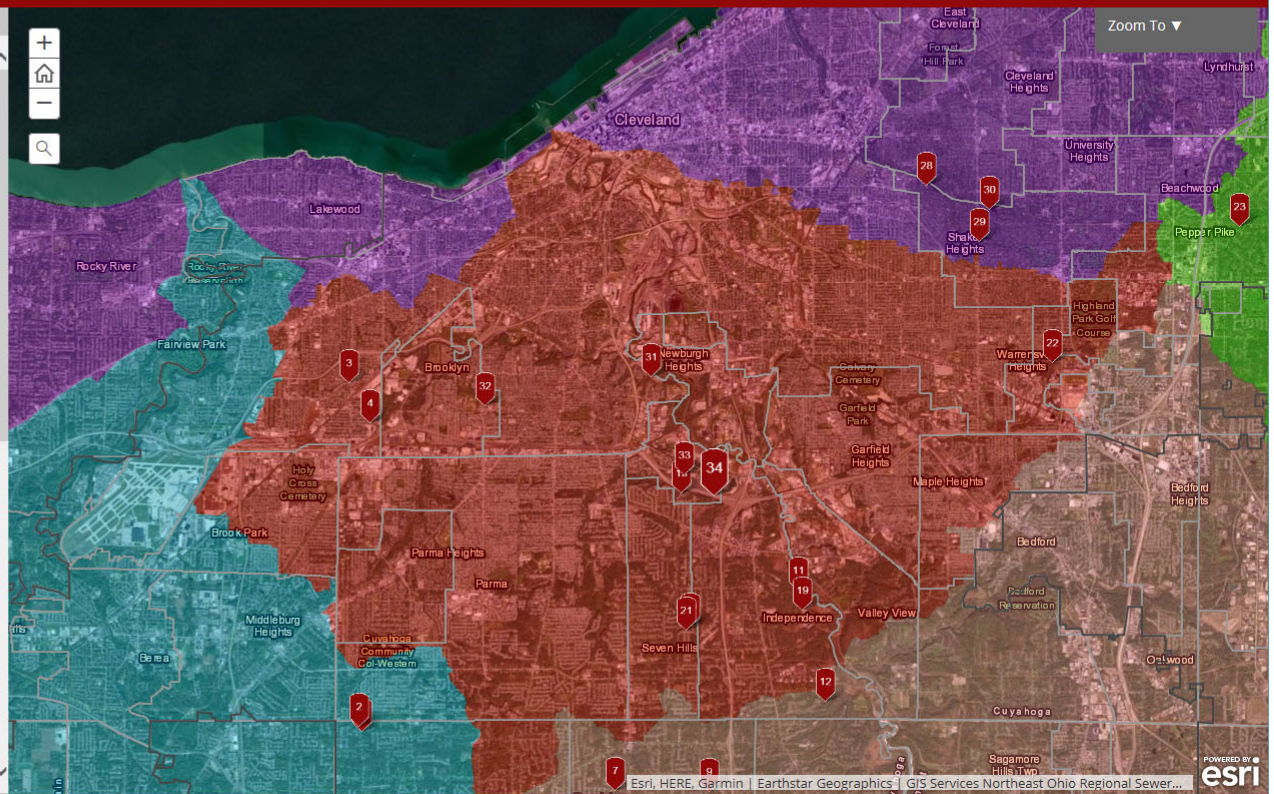 East
Cleveland
Zoom To ▼
+
−
Forest
Hill Park
Lyndhurst
Cleveland
Heights
Cleveland
University
Heights
28
30
Beachwood
23
Lakewood
29
Pepper Pike
Shaker
Heights
Rocky River
Rocky River
Reservation
Highland
Park Golf
Course
Fairview Park
22
3
31
Newburgh
Heights
Warrensv
Heights
Brooklyn
Calvary
Cemetery
32
4
Garfield
Park
33
Garfield
Heights
34
Holy
Cross
Cemetery
Maple Heights
Bedford
Heights
Brook Park
Bedford
Parma Heights
11
Parma
19
Bedford
Reservation
21
Independence
Valley View
Middleburg
Heights
Cuyahoga
Community
Col-Western
Seven Hills
Berea
Oakwood
12
2
Cuyahoga
7
9
Sagamore
Hills Twp
POWERED BY
esri
Esri, HERE, Garmin | Earthstar Geographics | GIS Services Northeast Ohio Regional Sewer...